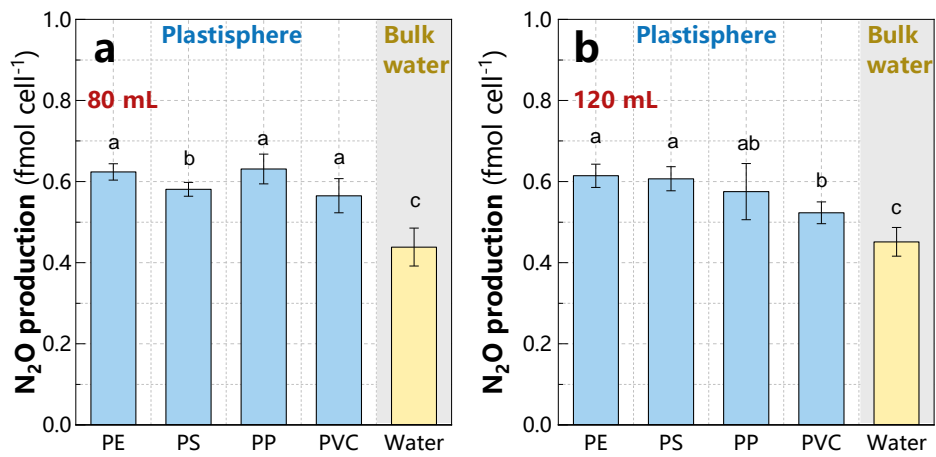 a
Plastisphere
Bulk
water
80 mL
N₂O production (fmol cell⁻¹)
1.0
0.8
0.6
0.4
0.2
0.0
a
b
a
a
c
PE
PS
PP
PVC
Water
b
Plastisphere
Bulk
water
120 mL
N₂O production (fmol cell⁻¹)
1.0
0.8
0.6
0.4
0.2
0.0
a
a
ab
b
c
PE
PS
PP
PVC
Water